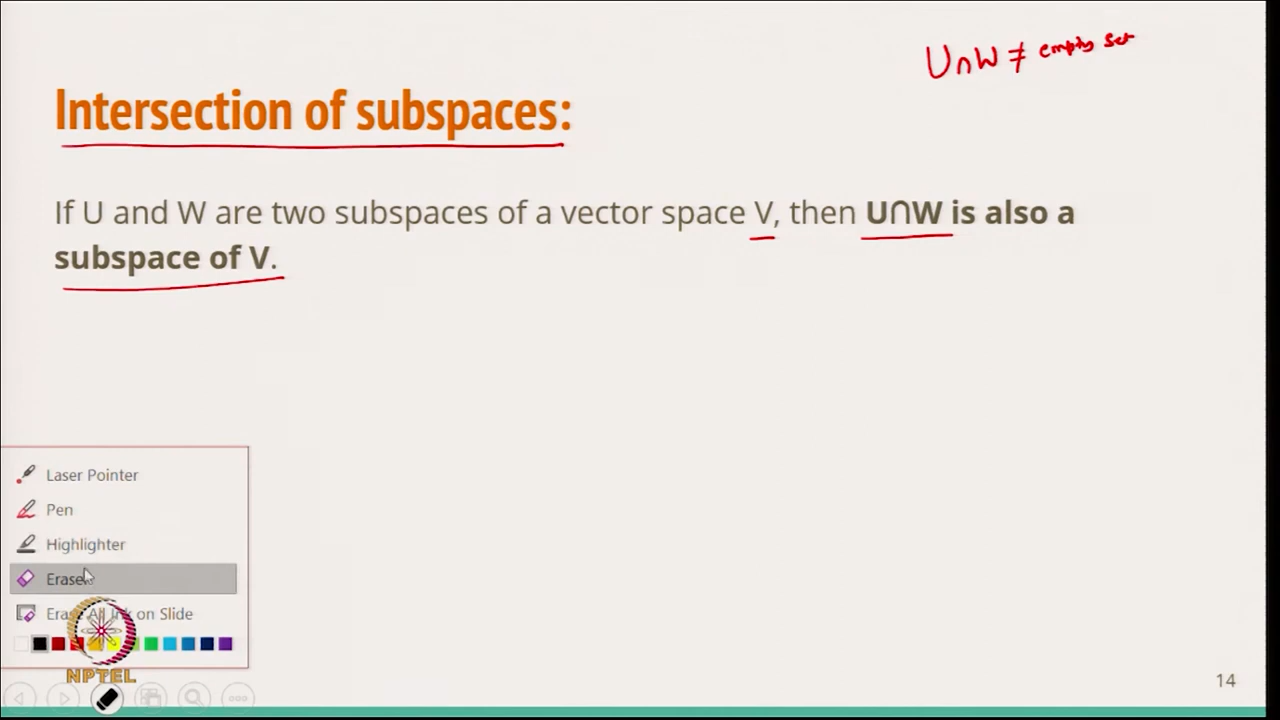 U∩W ≠ empty set
Intersection of subspaces:
If U and W are two subspaces of a vector space V, then U∩W is also a
subspace of V.
Laser Pointer
Pen
Highlighter
Eraser
Erase All Ink on Slide
NPTEL
14